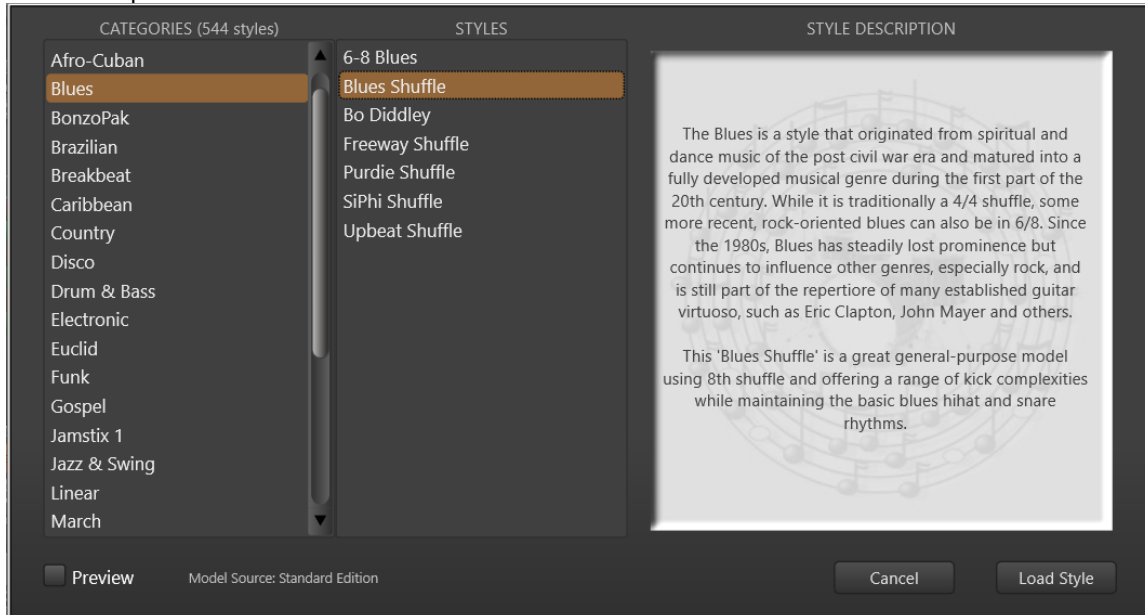 CATEGORIES (544 styles)
Afro-Cuban
Blues
BonzoPak
Brazilian
Breakbeat
Caribbean
Country
Disco
Drum & Bass
Electronic
Euclid
Funk
Gospel
Jamstix 1
Jazz & Swing
Linear
March
STYLES
6-8 Blues
Blues Shuffle
Bo Diddley
Freeway Shuffle
Purdie Shuffle
SiPhi Shuffle
Upbeat Shuffle
STYLE DESCRIPTION
The Blues is a style that originated from spiritual and
dance music of the post civil war era and matured into a
fully developed musical genre during the first part of the
20th century. While it is traditionally a 4/4 shuffle, some
more recent, rock-oriented blues can also be in 6/8. Since
the 1980s, Blues has steadily lost prominence but
continues to influence other genres, especially rock, and
is still part of the repertiore of many established guitar
virtuoso, such as Eric Clapton, John Mayer and others.
This 'Blues Shuffle' is a great general-purpose model
using 8th shuffle and offering a range of kick complexities
while maintaining the basic blues hihat and snare
rhythms.
Preview
Model Source: Standard Edition
Cancel
Load Style